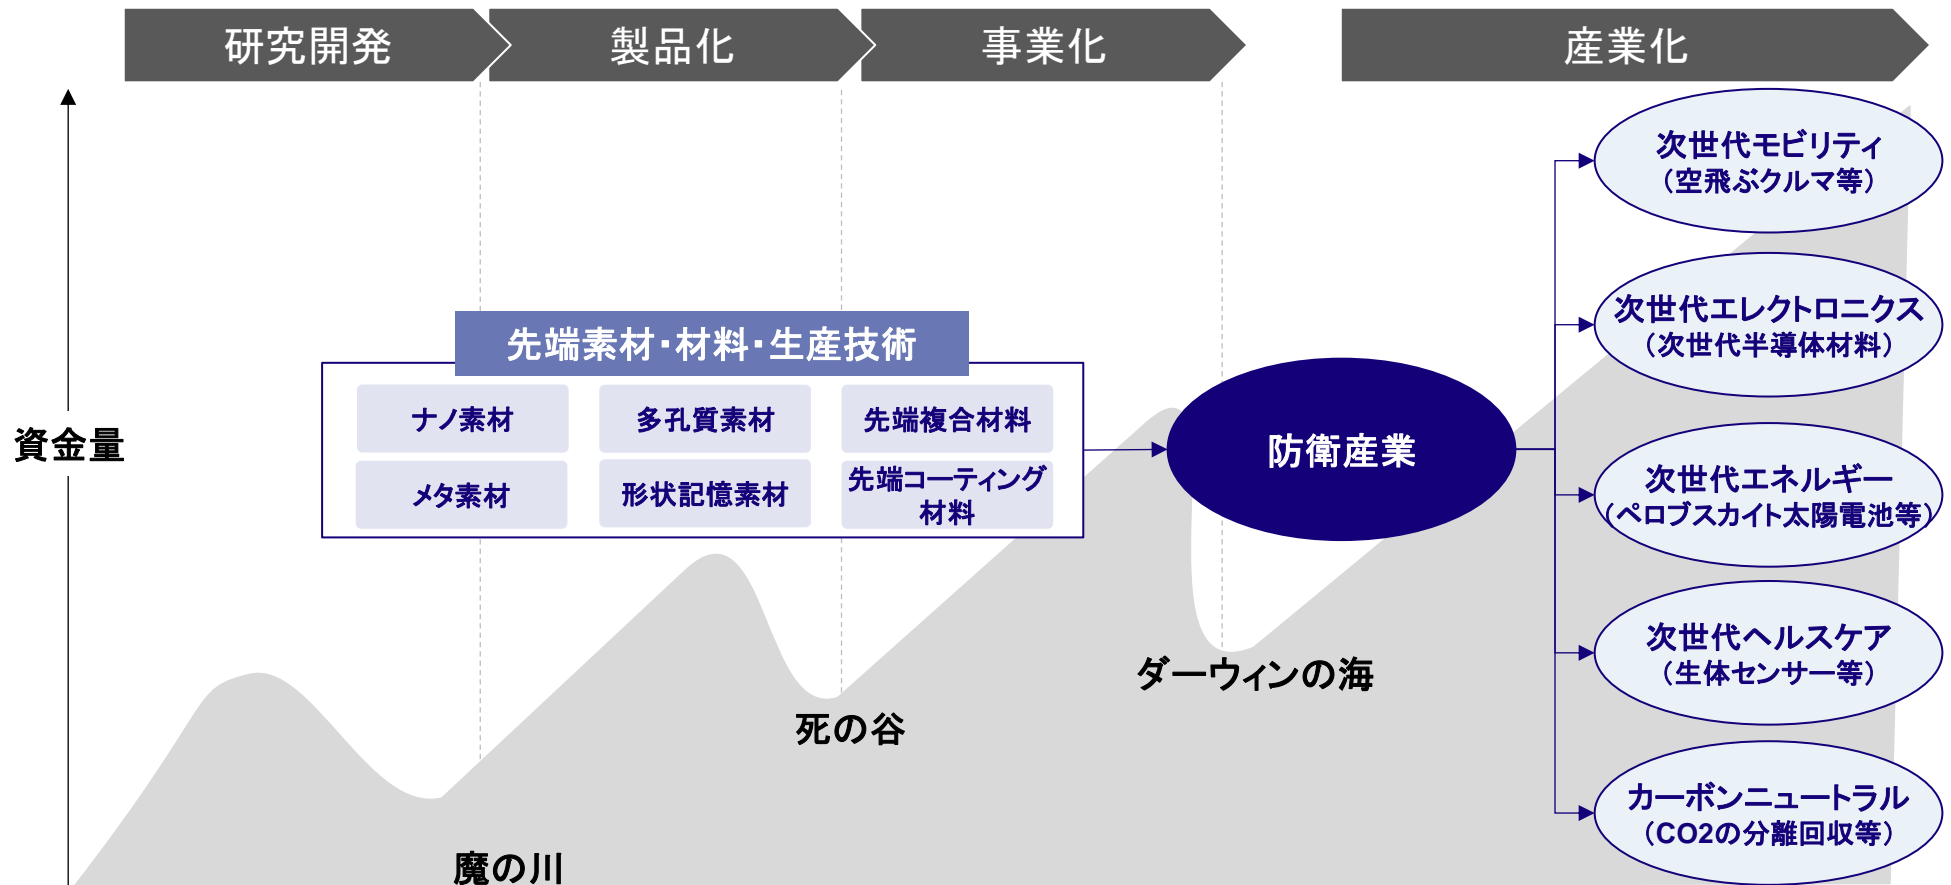 研究開発
製品化
事業化
産業化
資金量
先端素材・材料・生産技術
ナノ素材
多孔質素材
先端複合材料
メタ素材
形状記憶素材
先端コーティング
材料
防衛産業
次世代モビリティ
（空飛ぶクルマ等）
次世代エレクトロニクス
（次世代半導体材料）
次世代エネルギー
（ペロブスカイト太陽電池等）
次世代ヘルスケア
（生体センサー等）
カーボンニュートラル
（CO2の分離回収等）
魔の川
死の谷
ダーウィンの海